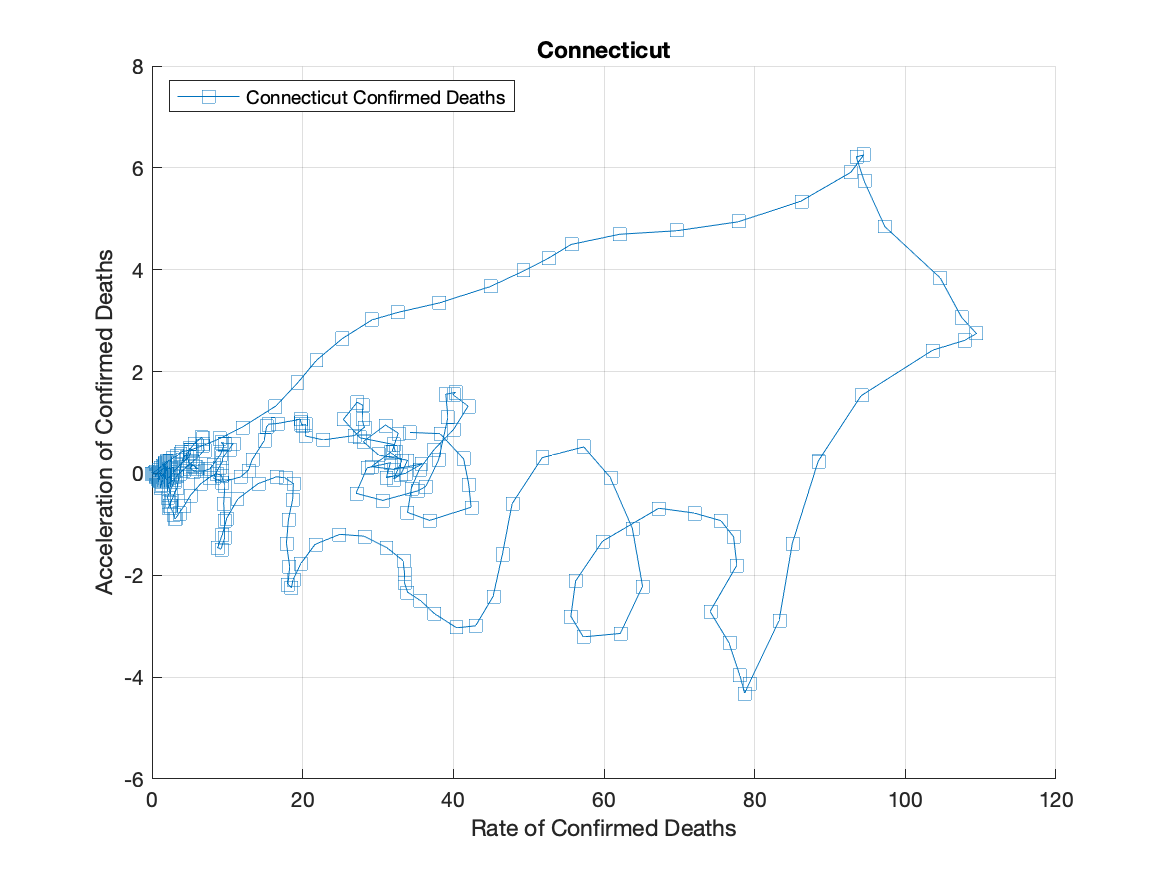 Connecticut
Connecticut Confirmed Deaths
8
6
4
2
0
-2
-4
-6
Acceleration of Confirmed Deaths
0 20 40 60 80 100 120
Rate of Confirmed Deaths